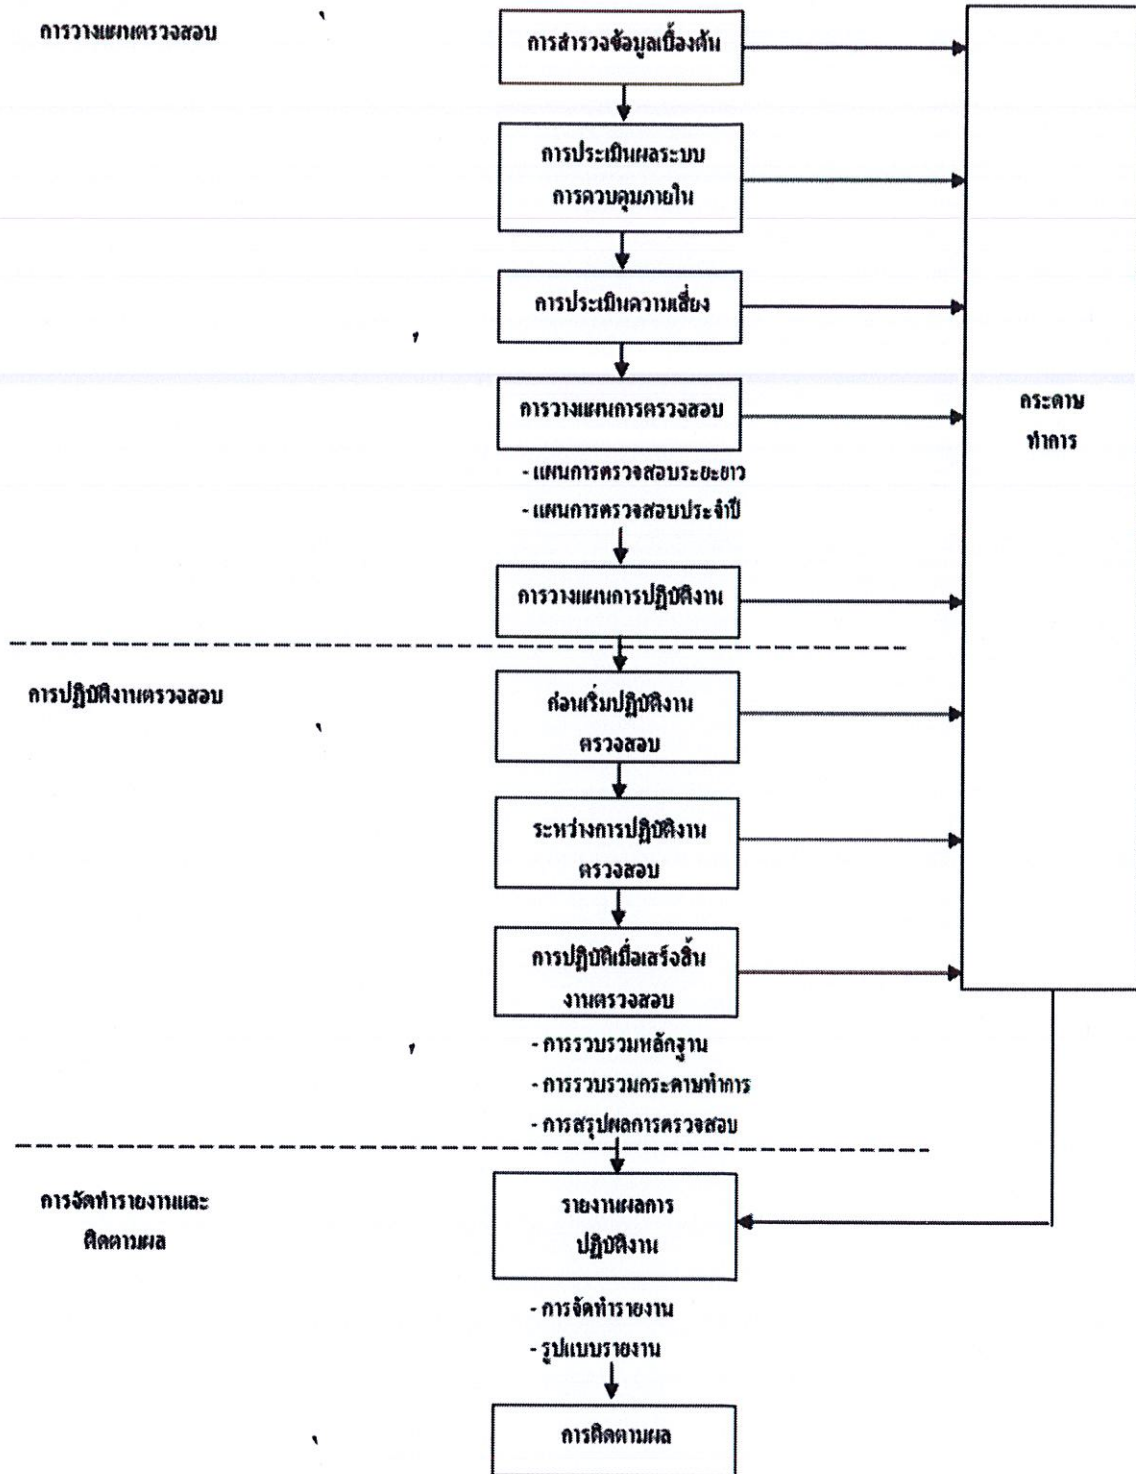 การวางแผนตรวจสอบ
การสำรวจข้อมูลเบื้องต้น
การประเมินผลระบบ
การควบคุมภายใน
การประเมินความเสี่ยง
การวางแผนการตรวจสอบ
- แผนการตรวจสอบระยะยาว
- แผนการตรวจสอบประจำปี
การวางแผนการปฏิบัติงาน
กระดาษ
ทำการ
การปฏิบัติงานตรวจสอบ
ก่อนเริ่มปฏิบัติงาน
ตรวจสอบ
ระหว่างการปฏิบัติงาน
ตรวจสอบ
การปฏิบัติเมื่อเสร็จสิ้น
งานตรวจสอบ
- การรวบรวมหลักฐาน
- การรวบรวมกระดาษทำการ
- การสรุปผลการตรวจสอบ
การจัดทำรายงานและ
ติดตามผล
รายงานผลการ
ปฏิบัติงาน
- การจัดทำรายงาน
- รูปแบบรายงาน
การติดตามผล